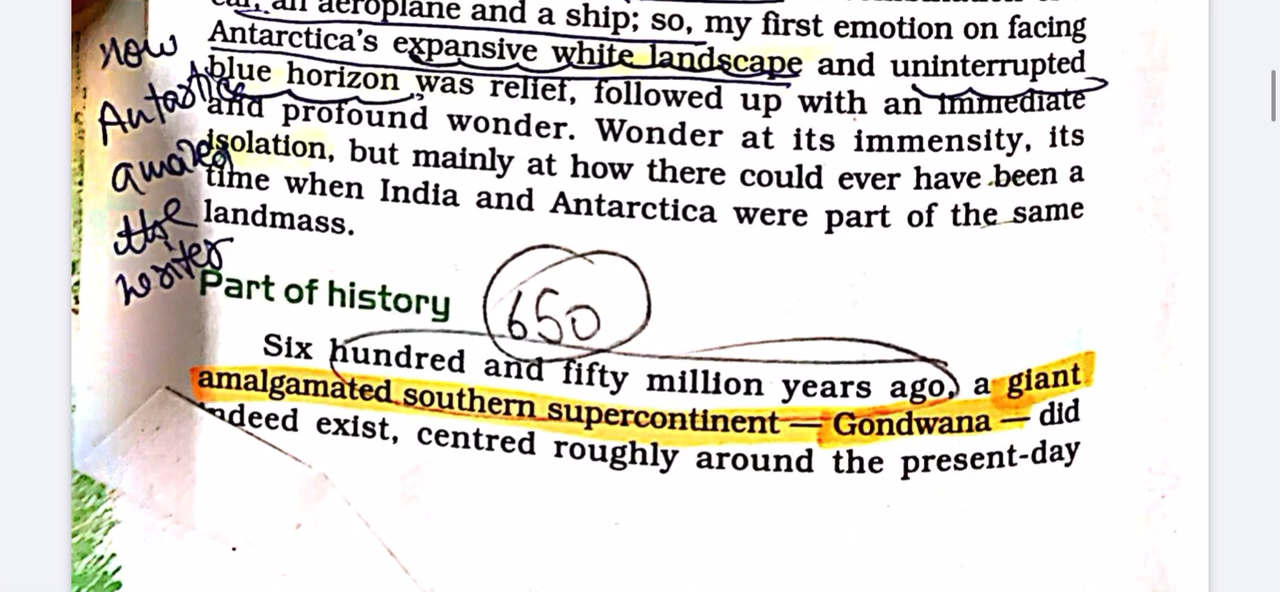 an aeroplane and a ship; so, my first emotion on facing
Antarctica's expansive white landscape and uninterrupted
blue horizon was relief, followed up with an immediate
and profound wonder. Wonder at its immensity, its
isolation, but mainly at how there could ever have been a
time when India and Antarctica were part of the same
landmass.
now
amazed
the
writer
Part of history
650
Six hundred and fifty million years ago, a giant
amalgamated southern supercontinent — Gondwana — did
indeed exist, centred roughly around the present-day